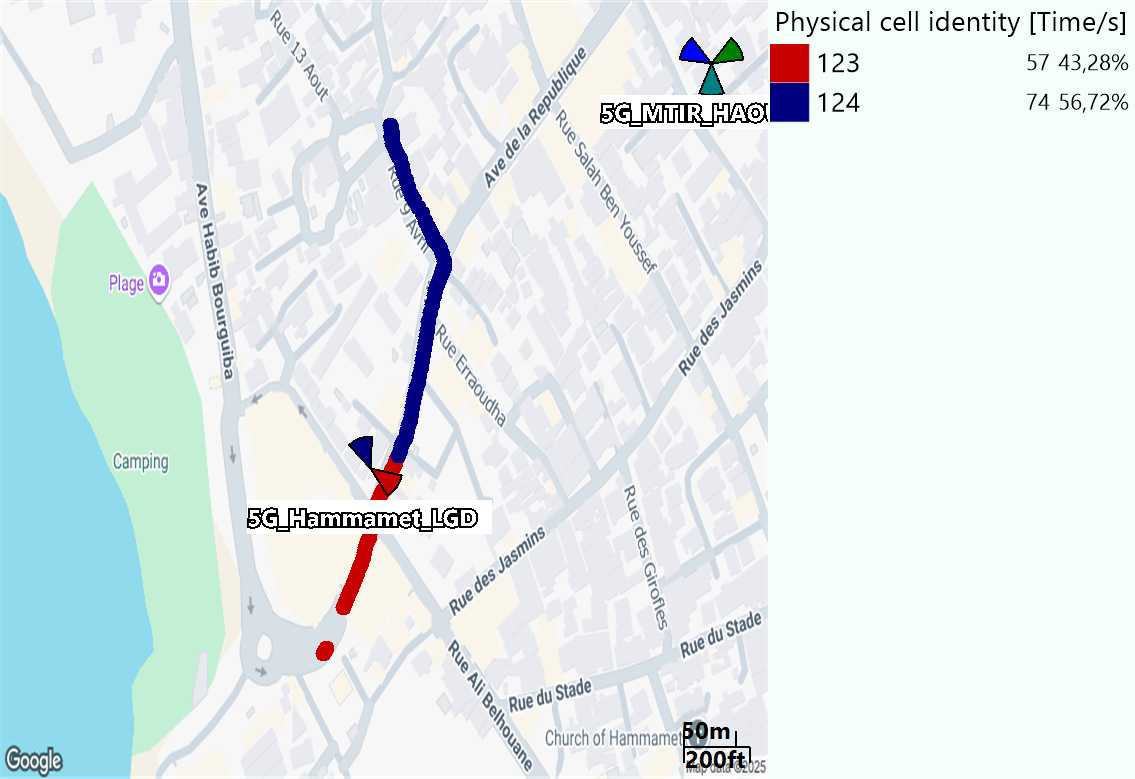 Physical cell identity [Time/s]
123 57 43,28%
124 74 56,72%
Rue 13 Aout
Ave de la Republique
5G_MTIR_HAO
Rue Salah Ben Youssef
Rue 9 Avril
Ave Habib Bourguiba
Plage
Rue des Jasmins
Rue Erraoudha
Camping
5G_Hammamet_LGD
Rue des Jasmins
Rue des Girofles
Rue du Stade
Rue Ali Belhouane
Rue du Stade
Church of Hammamet
50m
200ft
Google
Map data ©2025